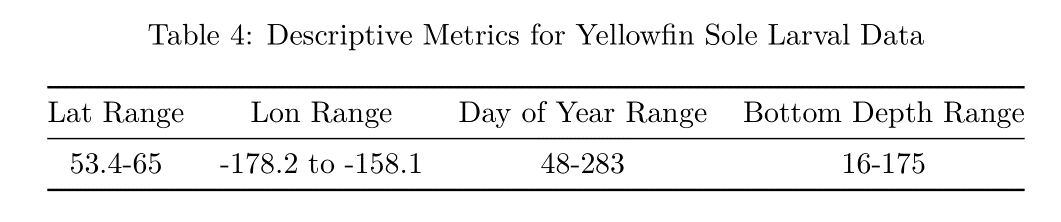 Table 4: Descriptive Metrics for Yellowfin Sole Larval Data
Lat Range Lon Range Day of Year Range Bottom Depth Range
53.4-65 -178.2 to -158.1 48-283 16-175